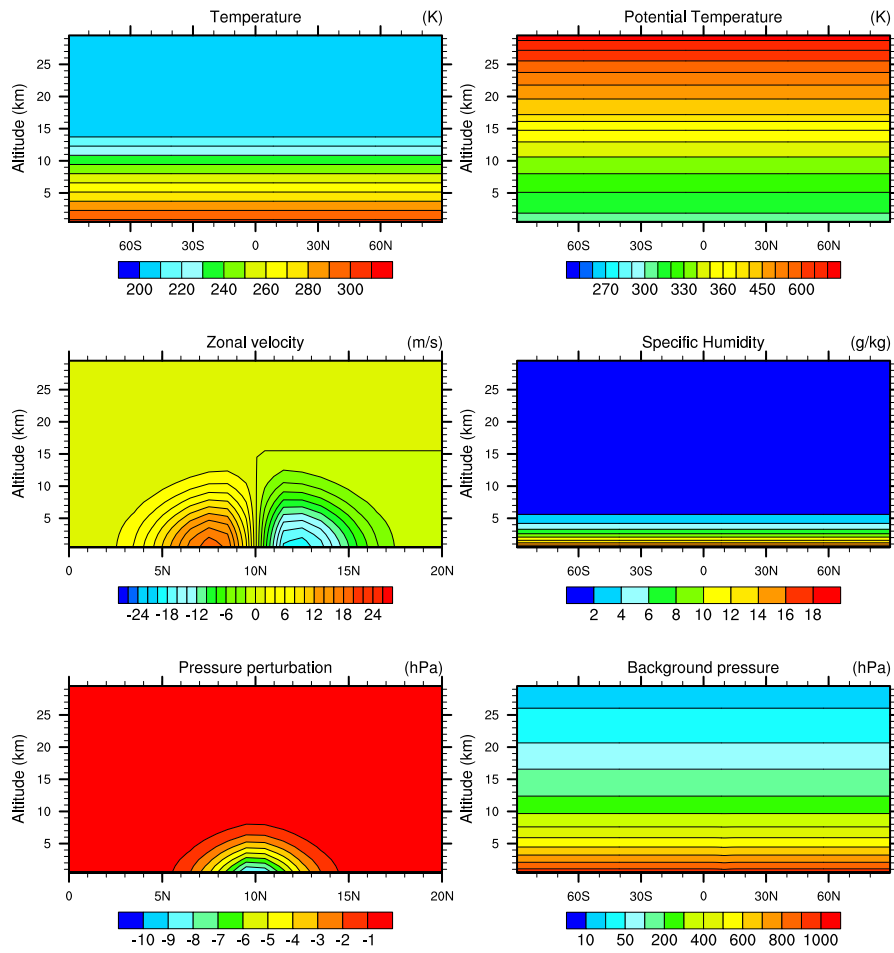 Temperature (K)
Altitude (km)
25
20
15
10
5
60S 30S 0 30N 60N
200 220 240 260 280 300
Potential Temperature (K)
Altitude (km)
25
20
15
10
5
60S 30S 0 30N 60N
270 300 330 360 450 600
Zonal velocity (m/s)
Altitude (km)
25
20
15
10
5
0 5N 10N 15N 20N
-24 -18 -12 -6 0 6 12 18 24
Specific Humidity (g/kg)
Altitude (km)
25
20
15
10
5
60S 30S 0 30N 60N
2 4 6 8 10 12 14 16 18
Pressure perturbation (hPa)
Altitude (km)
25
20
15
10
5
0 5N 10N 15N 20N
-10 -9 -8 -7 -6 -5 -4 -3 -2 -1
Background pressure (hPa)
Altitude (km)
25
20
15
10
5
60S 30S 0 30N 60N
10 50 200 400 600 800 1000